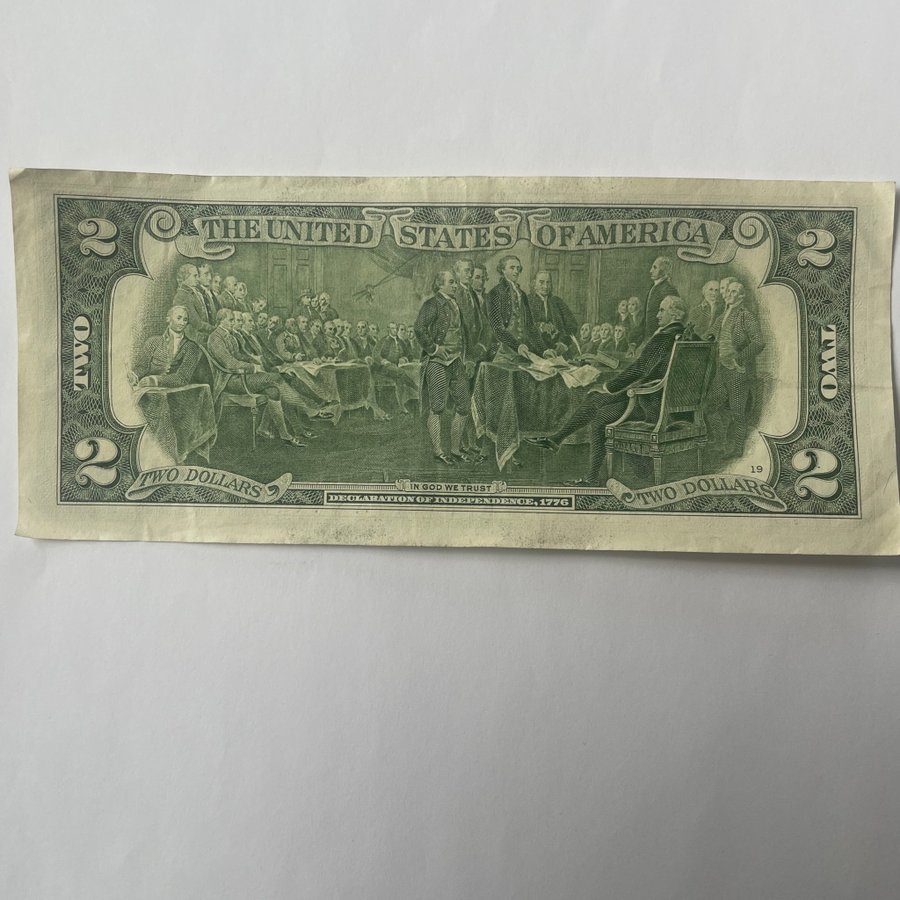 THE UNITED STATES OF AMERICA
2
2
TWO
TWO
2
2
19
TWO DOLLARS
TWO DOLLARS
IN GOD WE TRUST
DECLARATION OF INDEPENDENCE, 1776